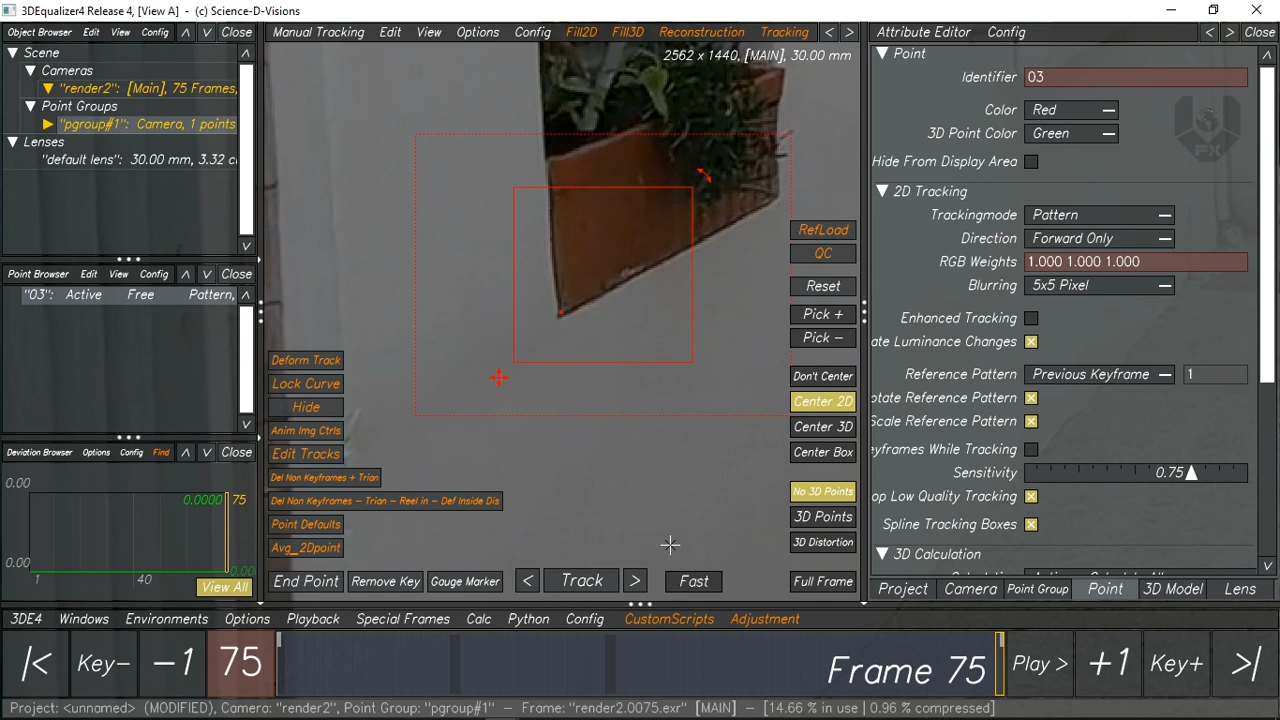 3DEqualizer4 Release 4, [View A] - (c) Science-D-Visions
Object Browser Edit View Config Close
Scene
Cameras
"render2": [Main], 75 Frames,
Point Groups
"pgroup#1": Camera, 1 points
Lenses
"default lens": 30.00 mm, 3.32 c
Point Browser Edit View Config Close
"03": Active Free Pattern,
Deviation Browser Options Config Find Close
0.00 0.0000 75
0.00 0.00
1 40 View All
Manual Tracking Edit View Options Config Fill2D Fill3D Reconstruction Tracking < >
2562 x 1440, [MAIN], 30.00 mm
RefLoad
QC
Reset
Pick +
Pick -
Don't Center
Center 2D
Center 3D
Center Box
No 3D Points
3D Points
3D Distortion
Full Frame
Deform Track
Lock Curve
Hide
Anim Img Ctrls
Edit Tracks
Del Non Keyframes + Trian
Del Non Keyframes - Trian - Reel in - Def Inside Dis
Point Defaults
Avg_2Dpoint
End Point Remove Key Gauge Marker < Track > Fast
Attribute Editor Config < > Close
Point
Identifier 03
Color Red
3D Point Color Green
Hide From Display Area
FX
2D Tracking
Trackingmode Pattern
Direction Forward Only
RGB Weights 1.000 1.000 1.000
Blurring 5x5 Pixel
Enhanced Tracking
ate Luminance Changes
Reference Pattern Previous Keyframe 1
otate Reference Pattern
Scale Reference Pattern
eyframes While Tracking
Sensitivity 0.75
op Low Quality Tracking
Spline Tracking Boxes
3D Calculation
Project Camera Point Group Point 3D Model Lens
3DE4 Windows Environments Options Playback Special Frames Calc Python Config CustomScripts Adjustment
|< Key- -1 75 Frame 75 Play > +1 Key+ >|
Project: <unnamed> (MODIFIED), Camera: "render2", Point Group: "pgroup#1" - Frame: "render2.0075.exr" [MAIN] - [14.66 % in use | 0.96 % compressed]